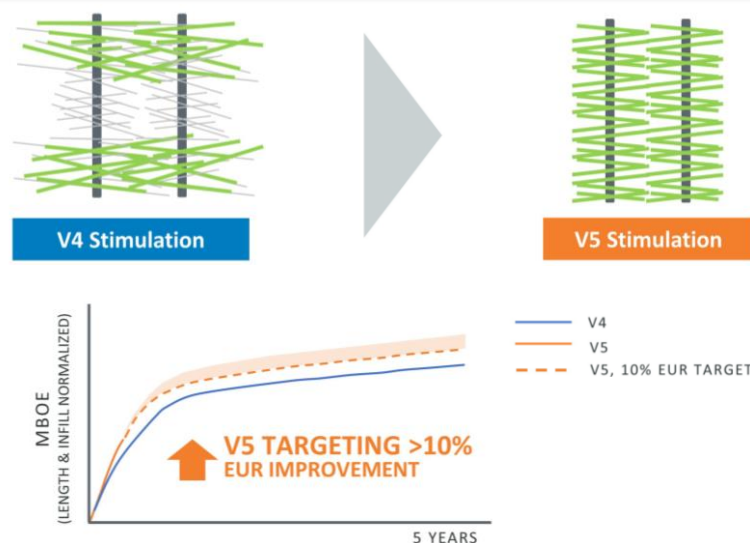 V4 Stimulation
V5 Stimulation
MBOE
(LENGTH & INFILL NORMALIZED)
V4
V5
V5, 10% EUR TARGET
V5 TARGETING >10%
EUR IMPROVEMENT
5 YEARS